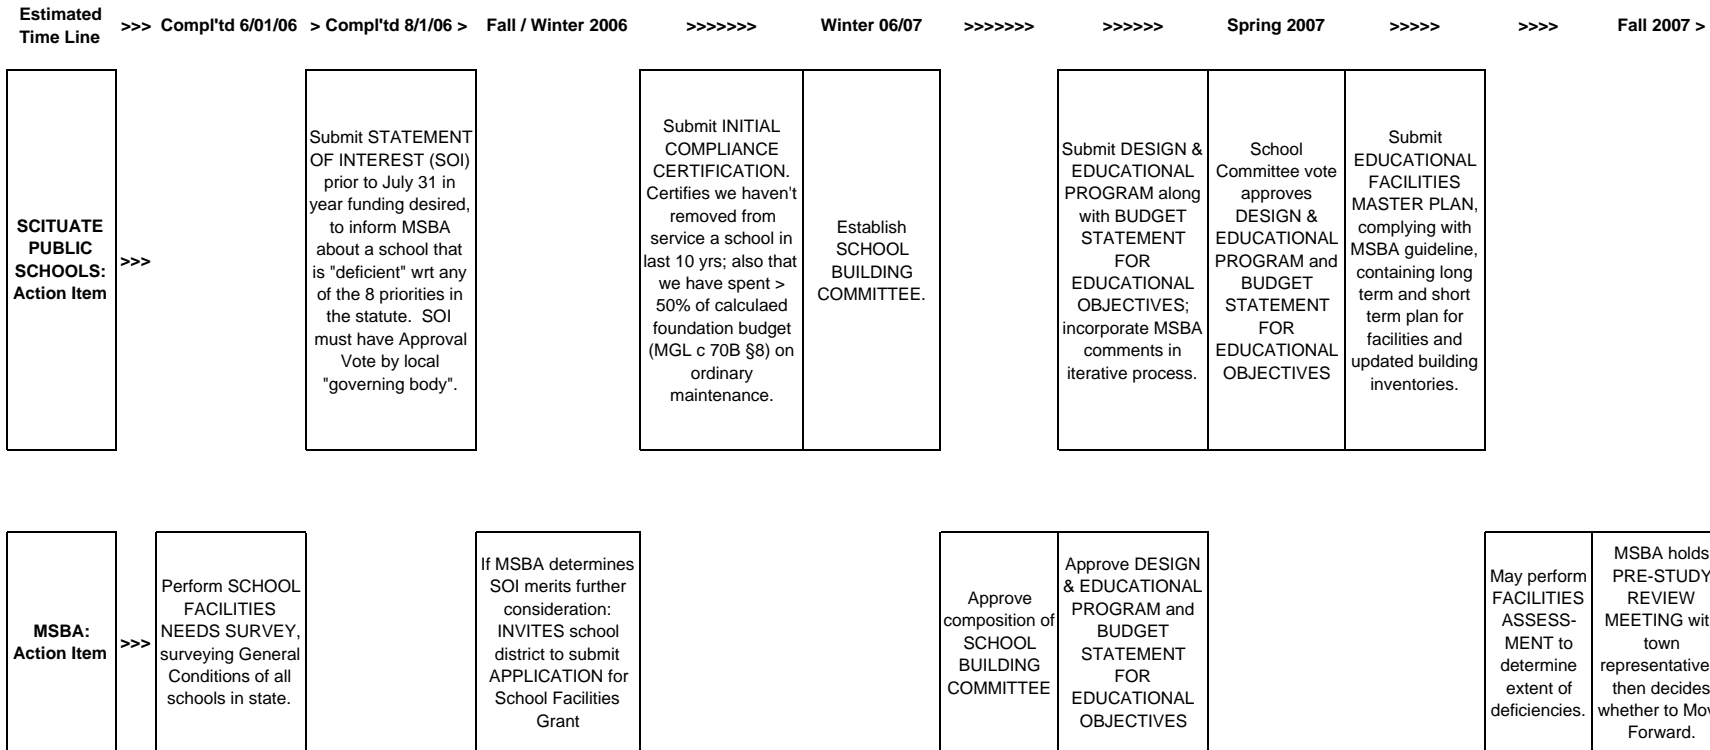 Estimated
Time Line
>>> Compl'td 6/01/06 > Compl'td 8/1/06 > Fall / Winter 2006 >>>>>>> Winter 06/07 >>>>>>> >>>>>> Spring 2007 >>>>> >>>> Fall 2007 >
SCITUATE
PUBLIC
SCHOOLS:
Action Item
>>>
Submit STATEMENT
OF INTEREST (SOI)
prior to July 31 in
year funding desired,
to inform MSBA
about a school that
is "deficient" wrt any
of the 8 priorities in
the statute. SOI
must have Approval
Vote by local
"governing body".
Submit INITIAL
COMPLIANCE
CERTIFICATION.
Certifies we haven't
removed from
service a school in
last 10 yrs; also that
we have spent >
50% of calculaed
foundation budget
(MGL c 70B §8) on
ordinary
maintenance.
Establish
SCHOOL
BUILDING
COMMITTEE.
Submit DESIGN &
EDUCATIONAL
PROGRAM along
with BUDGET
STATEMENT
FOR
EDUCATIONAL
OBJECTIVES;
incorporate MSBA
comments in
iterative process.
School
Committee vote
approves
DESIGN &
EDUCATIONAL
PROGRAM and
BUDGET
STATEMENT
FOR
EDUCATIONAL
OBJECTIVES
Submit
EDUCATIONAL
FACILITIES
MASTER PLAN,
complying with
MSBA guideline,
containing long
term and short
term plan for
facilities and
updated building
inventories.
MSBA:
Action Item
>>>
Perform SCHOOL
FACILITIES
NEEDS SURVEY,
surveying General
Conditions of all
schools in state.
If MSBA determines
SOI merits further
consideration:
INVITES school
district to submit
APPLICATION for
School Facilities
Grant
Approve
composition of
SCHOOL
BUILDING
COMMITTEE
Approve DESIGN
& EDUCATIONAL
PROGRAM and
BUDGET
STATEMENT
FOR
EDUCATIONAL
OBJECTIVES
May perform
FACILITIES
ASSESS-
MENT to
determine
extent of
deficiencies.
MSBA holds
PRE-STUDY
REVIEW
MEETING wit
town
representative
then decides
whether to Mov
Forward.